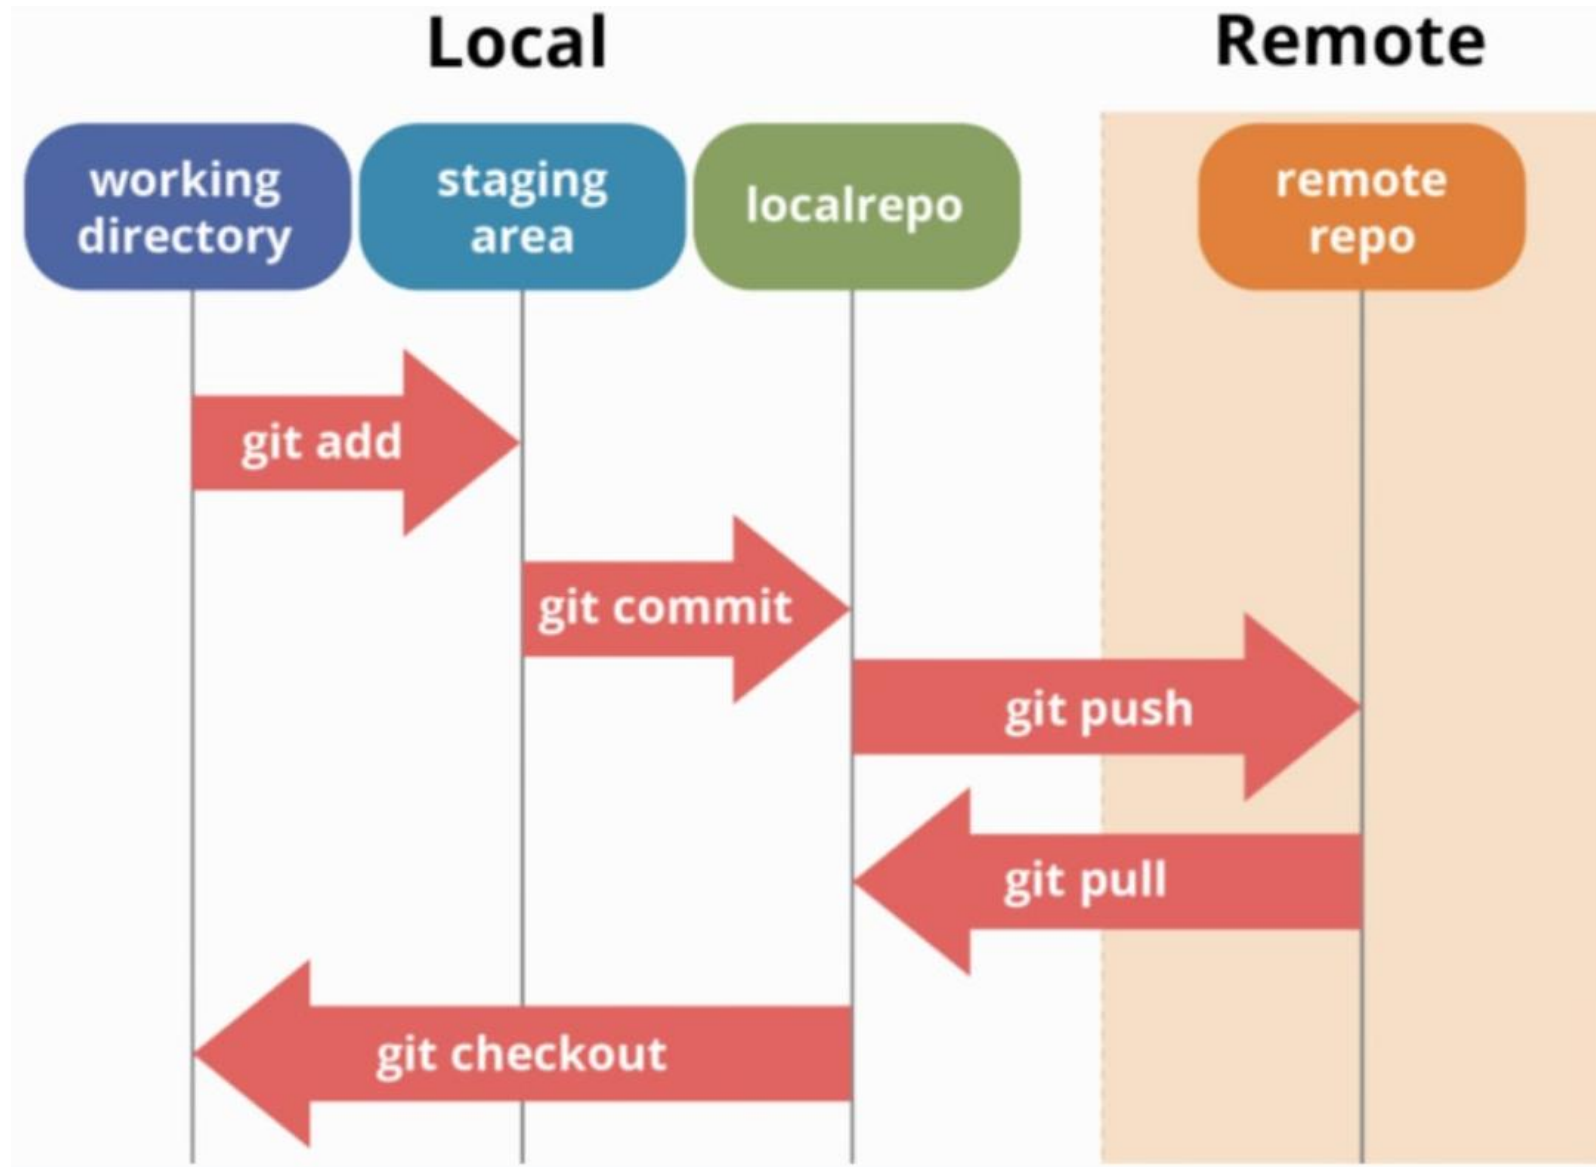 Local
Remote
working
directory
staging
area
localrepo
remote
repo
git add
git commit
git push
git pull
git checkout